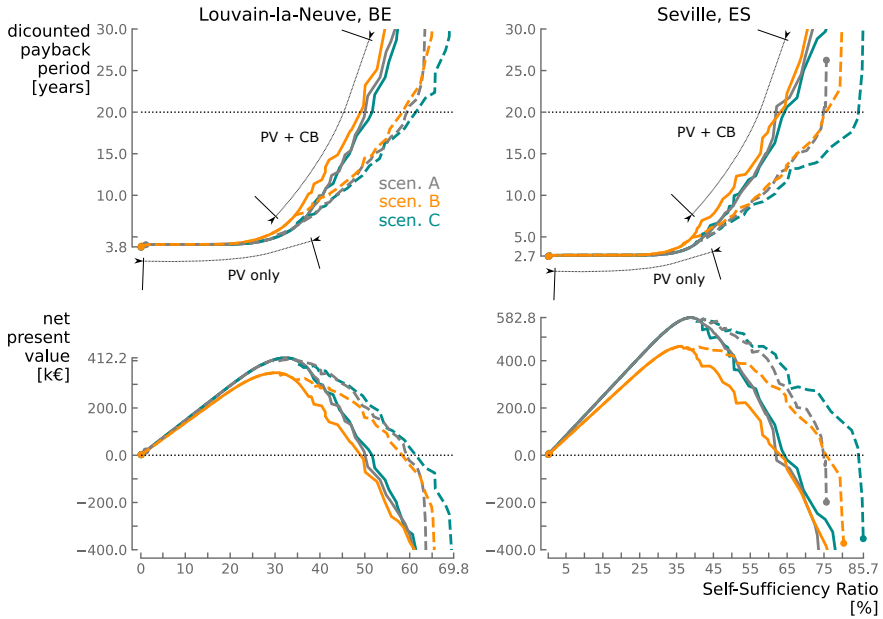 Louvain-la-Neuve, BE
Seville, ES
dicounted
payback
period
[years]
30.0
25.0
20.0
15.0
10.0
3.8
PV + CB
scen. A
scen. B
scen. C
PV only
30.0
25.0
20.0
15.0
10.0
5.0
2.7
PV + CB
PV only
net
present
value
[k€]
412.2
200.0
0.0
−200.0
−400.0
0
10
20
30
40
50
60
69.8
582.8
400.0
200.0
0.0
−200.0
−400.0
5
15
25
35
45
55
65
75
85.7
Self-Sufficiency Ratio
[%]